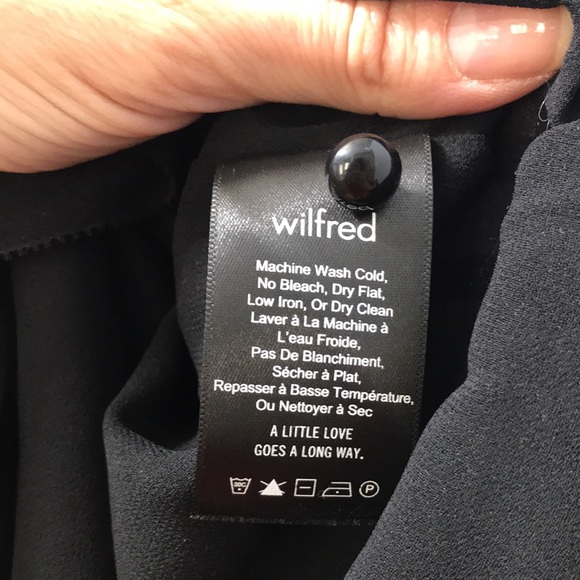 wilfred
Machine Wash Cold,
No Bleach, Dry Flat,
Low Iron, Or Dry Clean
Laver à La Machine à
L'eau Froide,
Pas De Blanchiment,
Sécher à Plat,
Repasser à Basse Température,
Ou Nettoyer à Sec
A LITTLE LOVE
GOES A LONG WAY.
30C P